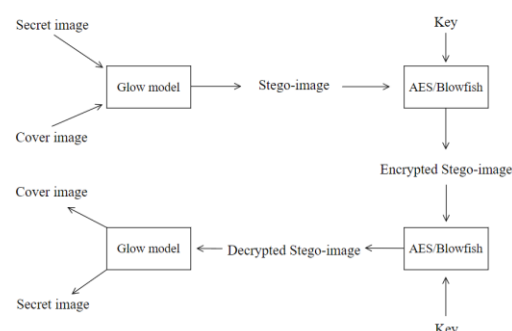 Secret image
Key
Glow model
Stego-image
AES/Blowfish
Cover image
Encrypted Stego-image
Cover image
Glow model
Decrypted Stego-image
AES/Blowfish
Secret image
Key